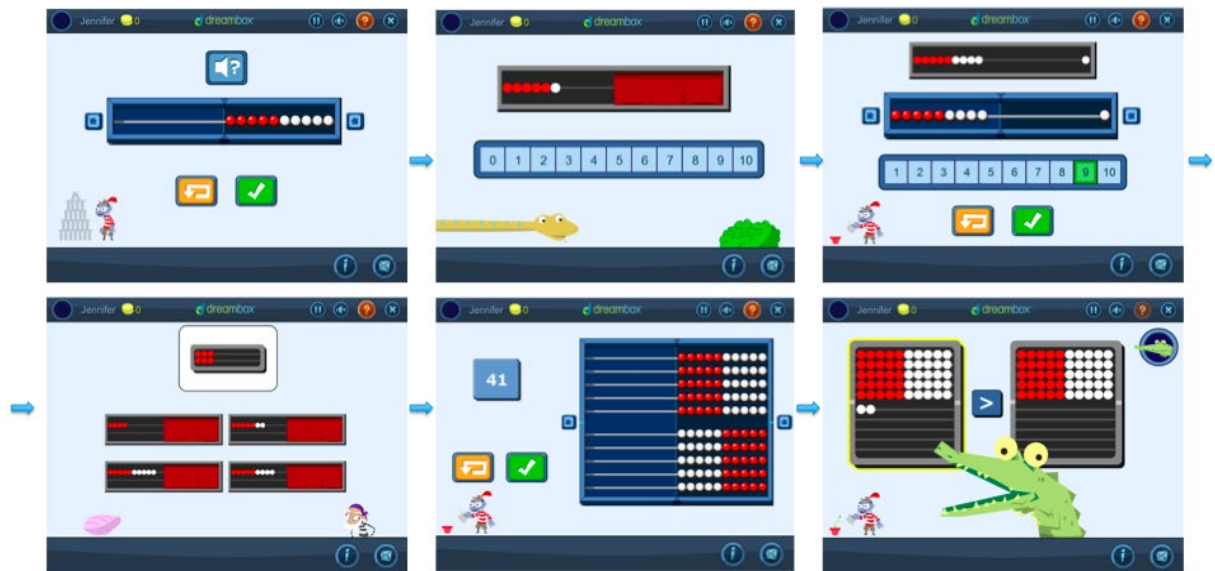 Jennifer 0 dreambox ?
?
Jennifer 0 dreambox ?
0 1 2 3 4 5 6 7 8 9 10
i
Jennifer 0 dreambox ?
1 2 3 4 5 6 7 8 9 10
i
i
Jennifer 0 dreambox ?
i
Jennifer 0 dreambox ?
41
i
Jennifer 0 dreambox ?
>
i